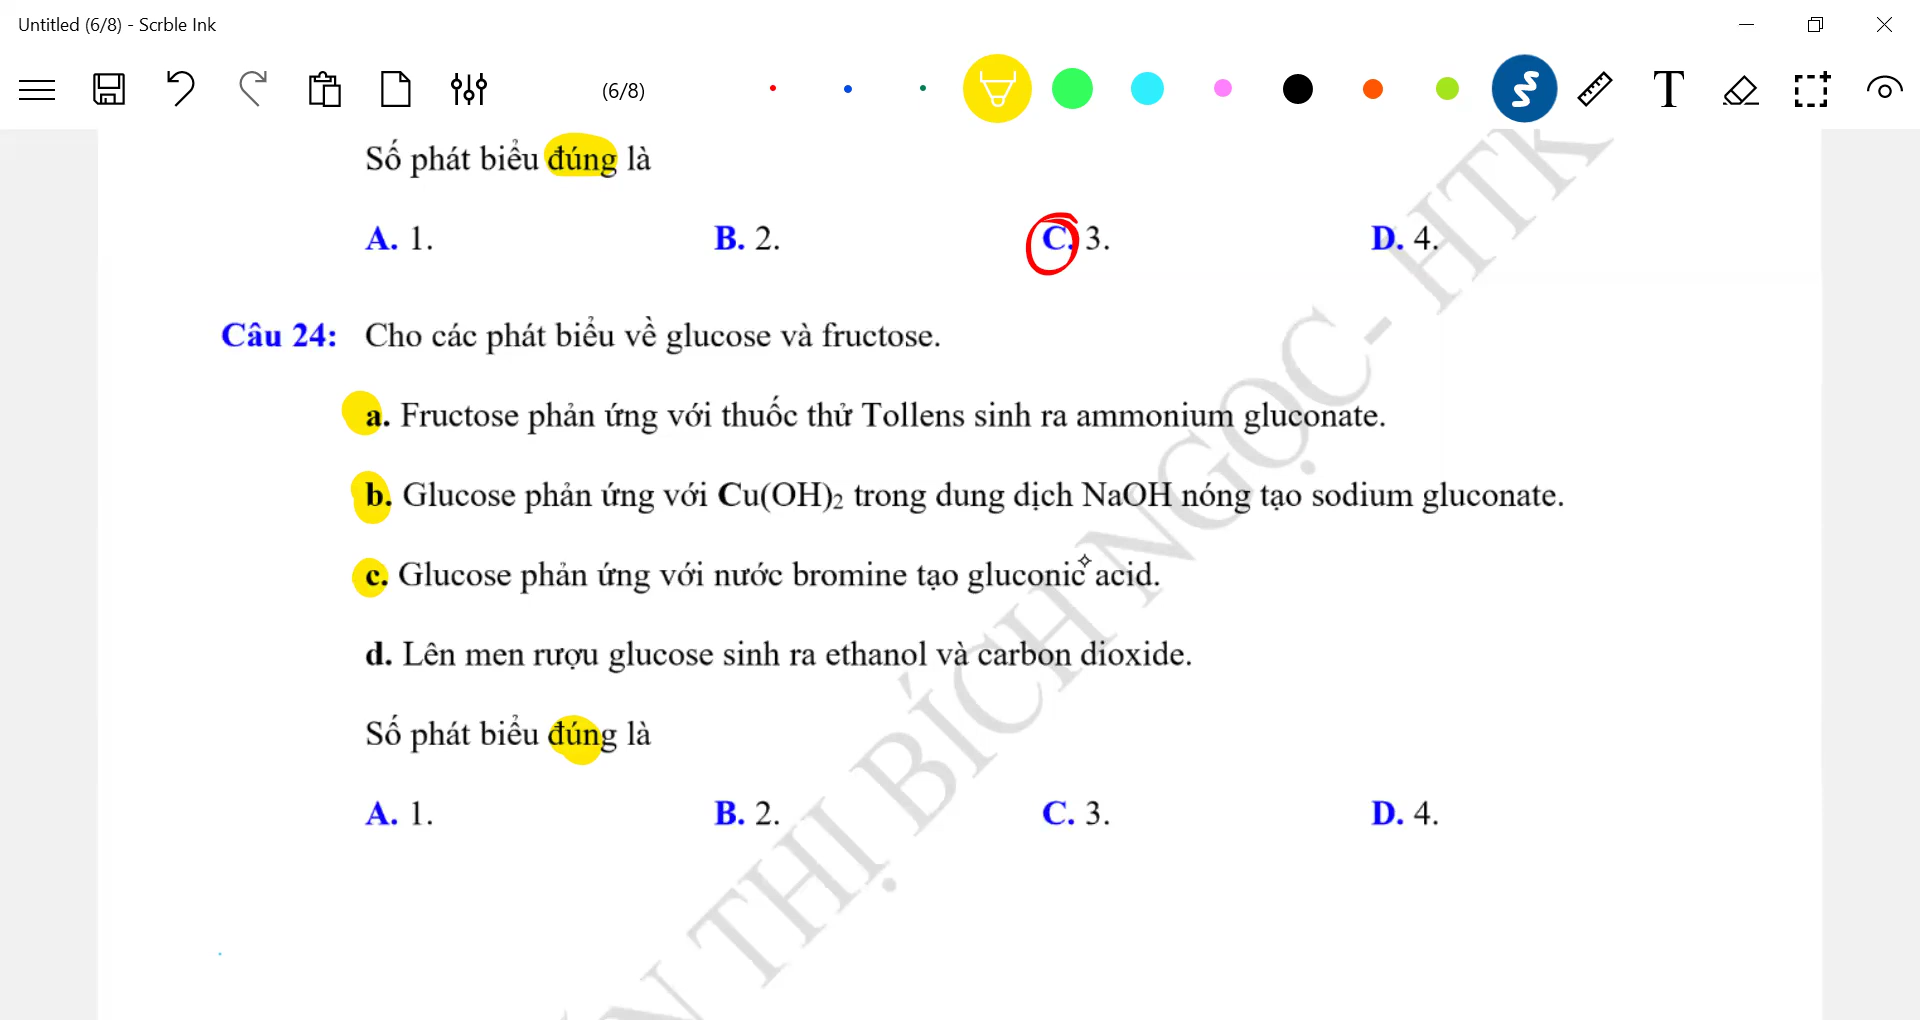 Untitled (6/8) - Scrble Ink
(6/8)
T
Số phát biểu đúng là
A. 1. B. 2. C. 3. D. 4.
Câu 24: Cho các phát biểu về glucose và fructose.
a. Fructose phản ứng với thuốc thử Tollens sinh ra ammonium gluconate.
b. Glucose phản ứng với Cu(OH)₂ trong dung dịch NaOH nóng tạo sodium gluconate.
c. Glucose phản ứng với nước bromine tạo gluconic acid.
d. Lên men rượu glucose sinh ra ethanol và carbon dioxide.
Số phát biểu đúng là
A. 1. B. 2. C. 3. D. 4.
THỊ BÍCH NGỌC- HTK